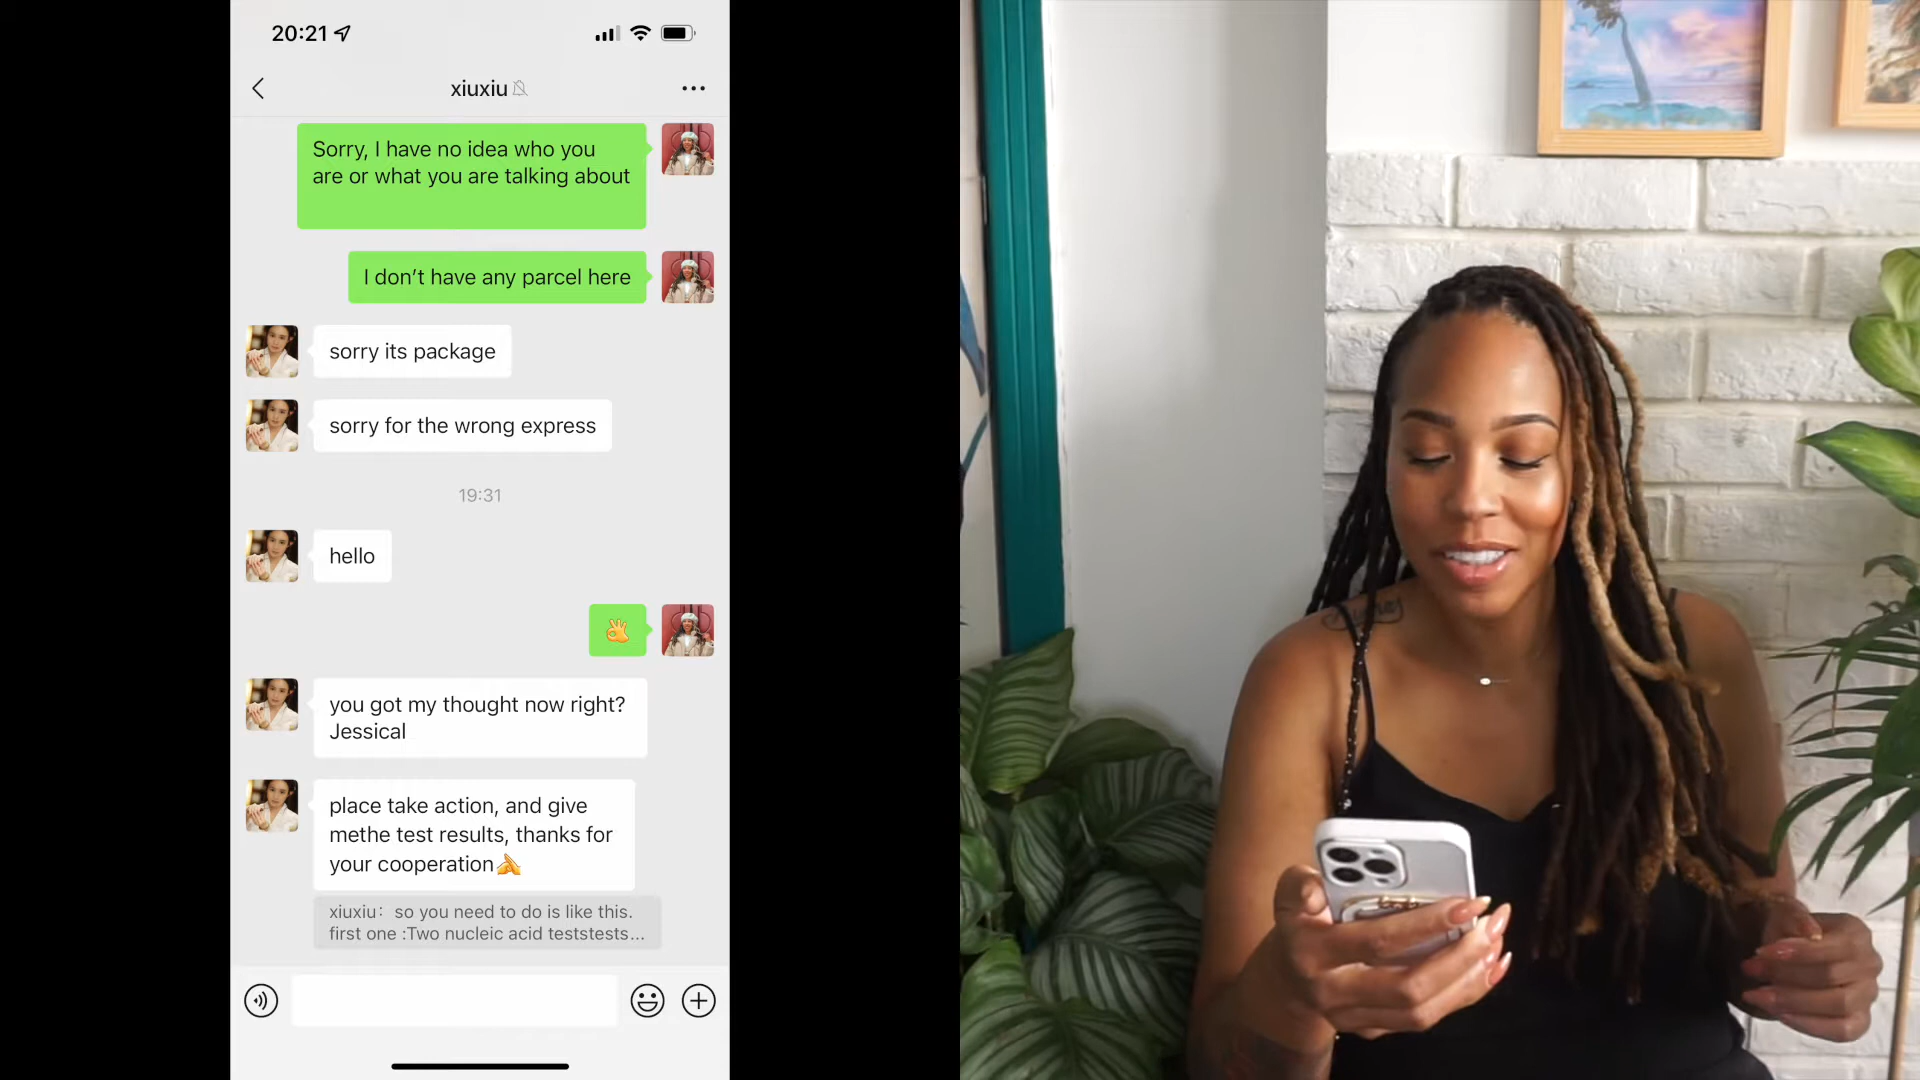 20:21
xiuxiu
Sorry, I have no idea who you
are or what you are talking about
I don't have any parcel here
sorry its package
sorry for the wrong express
19:31
hello
you got my thought now right?
Jessical
place take action, and give
methe test results, thanks for
your cooperation
xiuxiu: so you need to do is like this.
first one :Two nucleic acid teststests...